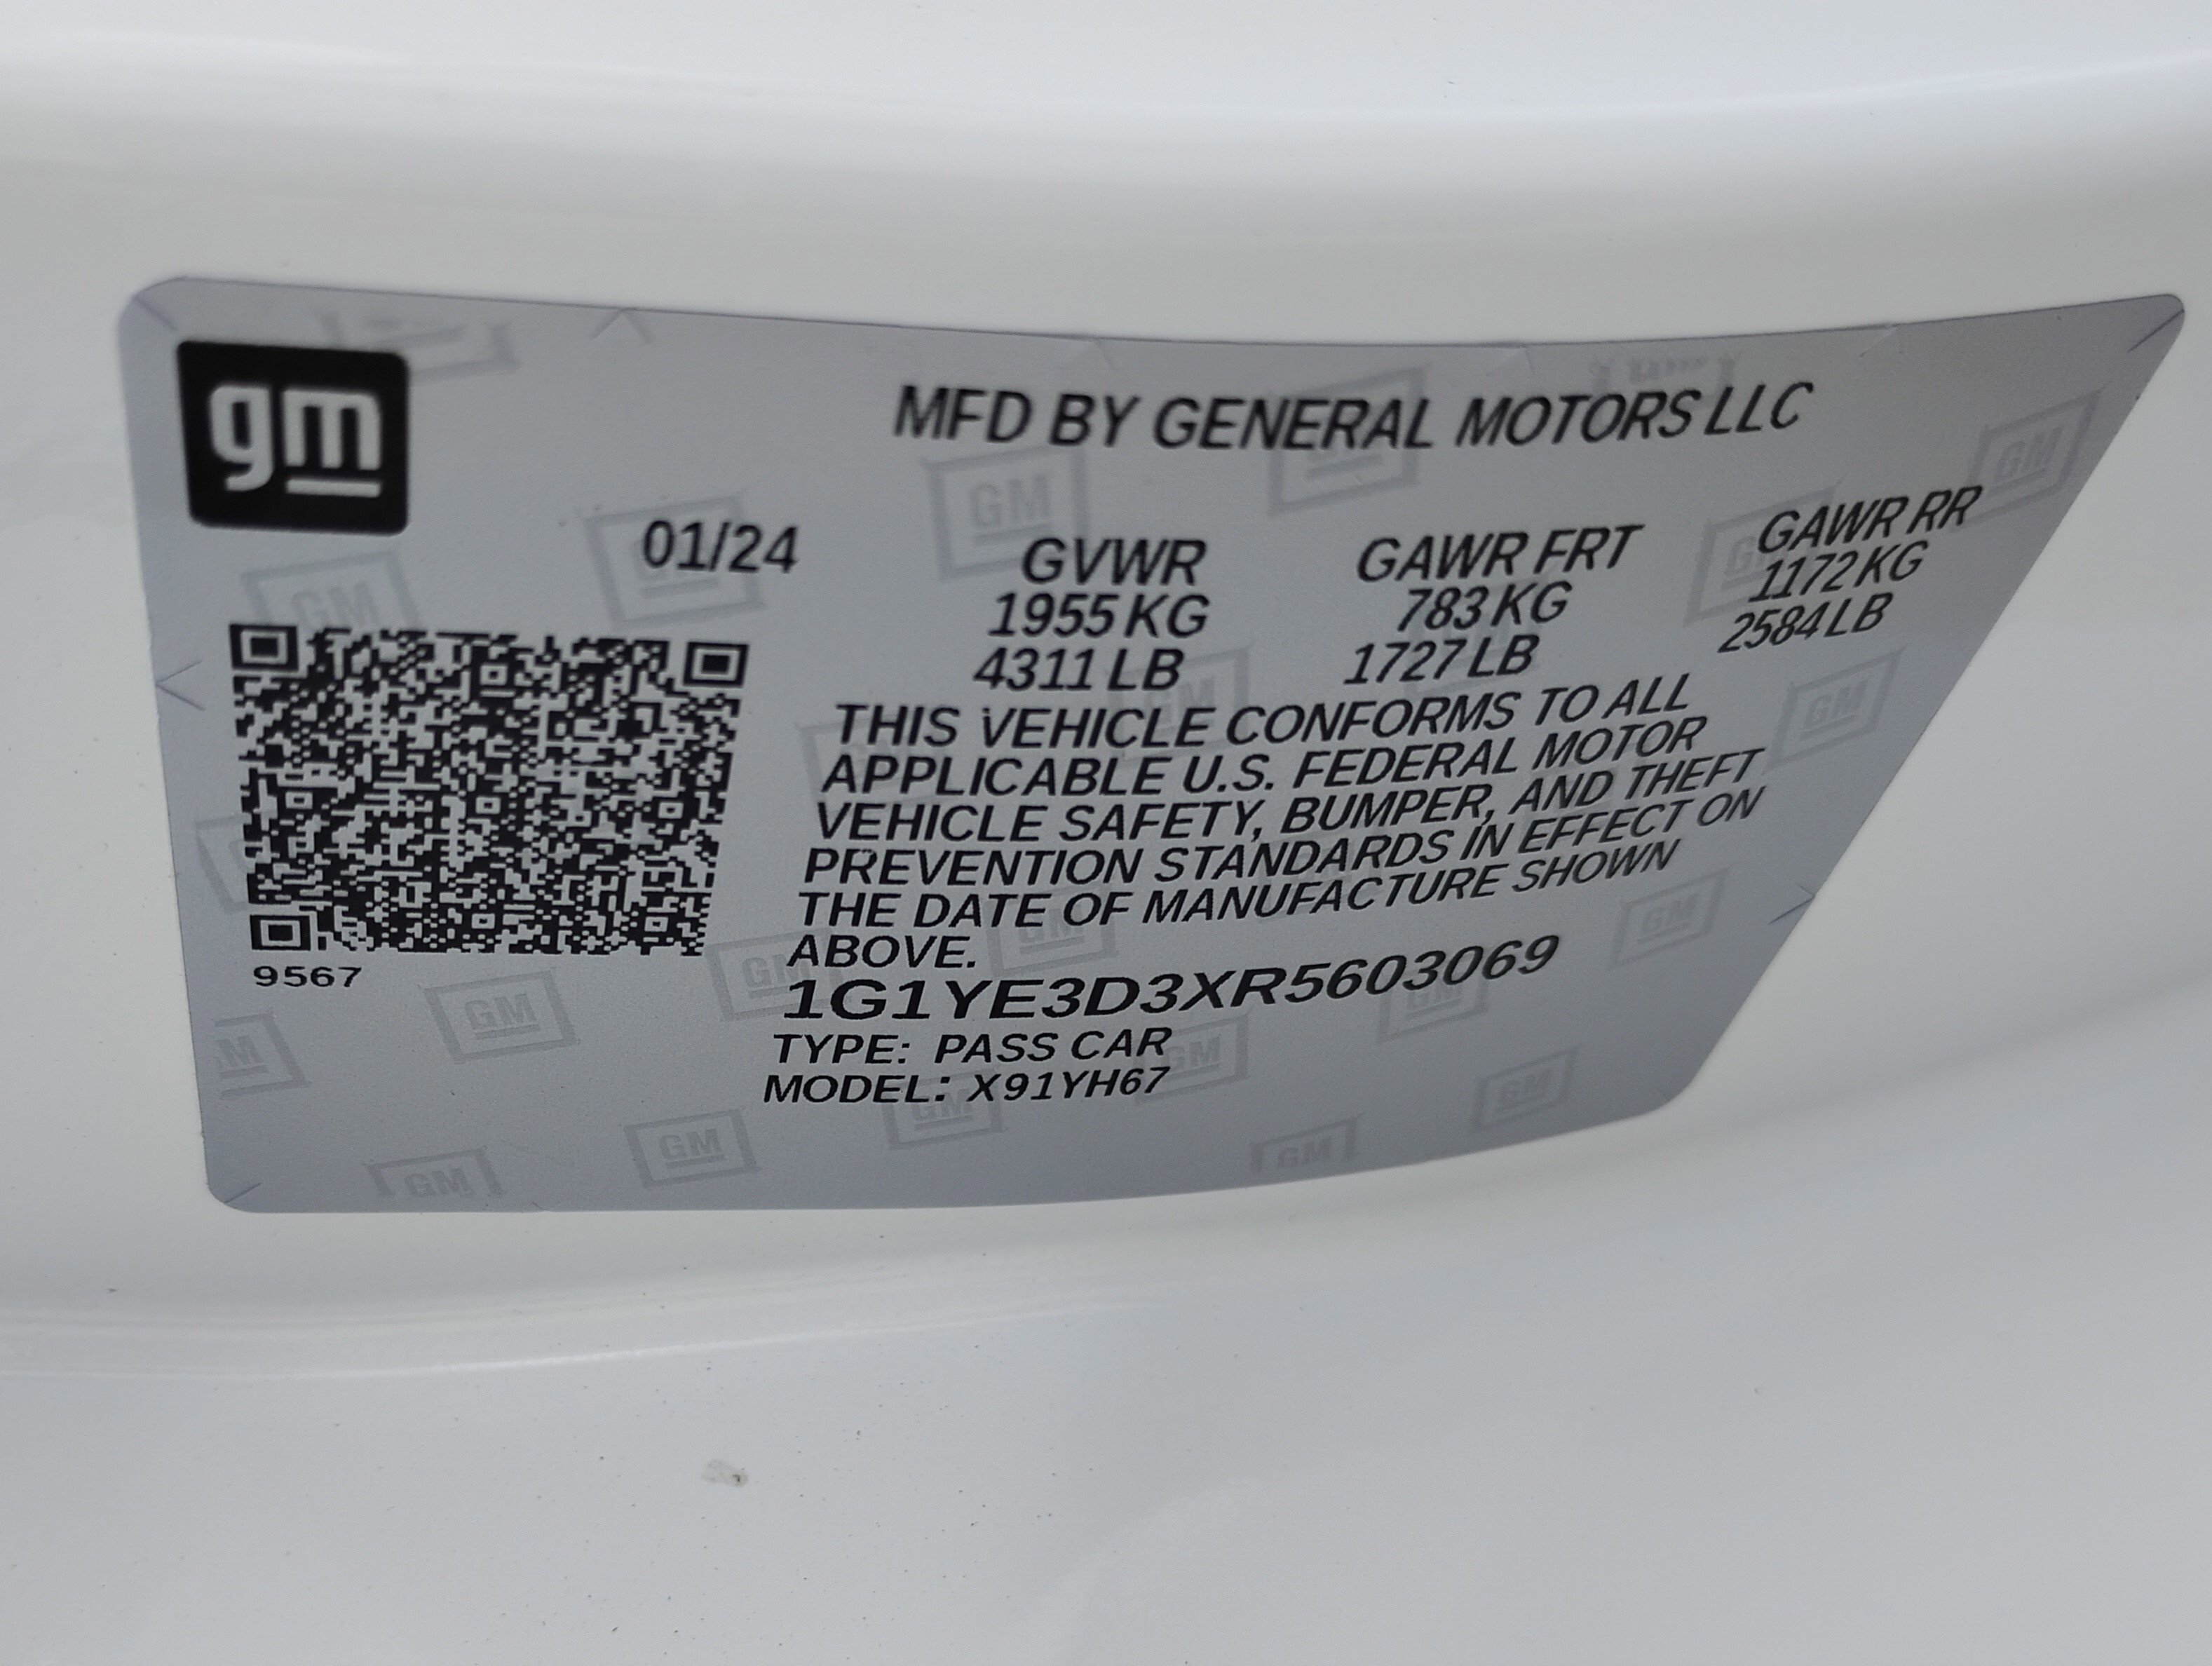 gm
MFD BY GENERAL MOTORS LLC
01/24
GVWR GAWR FRT GAWR RR
1955 KG 783 KG 1172 KG
4311 LB 1727 LB 2584 LB
THIS VEHICLE CONFORMS TO ALL
APPLICABLE U.S. FEDERAL MOTOR
VEHICLE SAFETY, BUMPER, AND THEFT
PREVENTION STANDARDS IN EFFECT ON
THE DATE OF MANUFACTURE SHOWN
ABOVE.
9567
1G1YE3D3XR5603069
TYPE: PASS CAR
MODEL: X91YH67